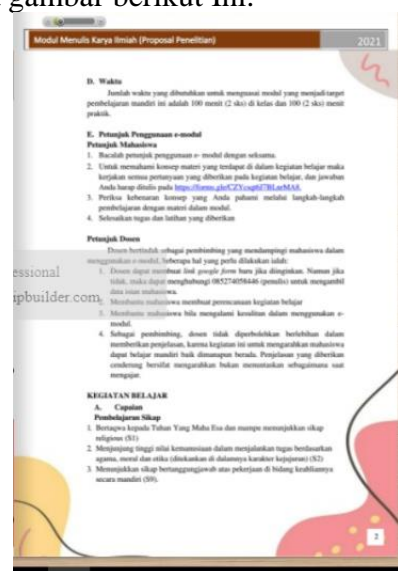 gambar berikut ini:
Modul Menulis Karya Ilmiah (Proposal Penelitian) 2021
D. Waktu
Jumlah waktu yang dibutuhkan untuk menguasai modul yang menjadi target
pembelajaran mandiri ini adalah 100 menit (2 sks) di kelas dan 100 (2 sks) menit
praktik.
E. Petunjuk Penggunaan e-modul
Petunjuk Mahasiswa
1. Bacalah petunjuk penggunaan e- modul dengan seksama.
2. Untuk memahami konsep materi yang terdapat di dalam kegiatan belajar maka
kerjakan semua pertanyaan yang diberikan pada kegiatan belajar, dan jawaban
Anda harap ditulis pada
3. Periksa kebenaran konsep yang Anda pahami melalui langkah-langkah
pembelajaran dengan materi dalam modul.
4. Selesaikan tugas dan latihan yang diberikan
Petunjuk Dosen
Dosen bertindak sebagai pembimbing yang mendampingi mahasiswa dalam
menggunakan e-modul, beberapa hal yang perlu dilakukan ialah:
1. Dosen dapat membuat link google form baru jika diinginkan. Namun jika
tidak, maka dapat menghubungi 085274058446 (penulis) untuk mengambil
data isian mahasiswa.
2. Membantu mahasiswa membuat perencanaan kegiatan belajar
3. Membantu mahasiswa bila mengalami kesulitan dalam menggunakan e-
modul.
4. Sebagai pembimbing, dosen tidak diperbolehkan berlebihan dalam
memberikan penjelasan, karena kegiatan ini untuk mengarahkan mahasiswa
dapat belajar mandiri baik dimanapun berada. Penjelasan yang diberikan
cenderung bersifat mengarahkan bukan menuntaskan sebagaimana saat
mengajar.
essional
ipbuilder.com
KEGIATAN BELAJAR
A. Capaian
Pembelajaran Sikap
1. Bertaqwa kepada Tuhan Yang Maha Esa dan mampu menunjukkan sikap
religious (S1)
2. Menjunjung tinggi nilai kemanusiaan dalam menjalankan tugas berdasarkan
agama, moral dan etika (ditekankan di dalamnya karakter kejujuran) (S2)
3. Menunjukkan sikap bertanggungjawab atas pekerjaan di bidang keahliannya
secara mandiri (S9).
2